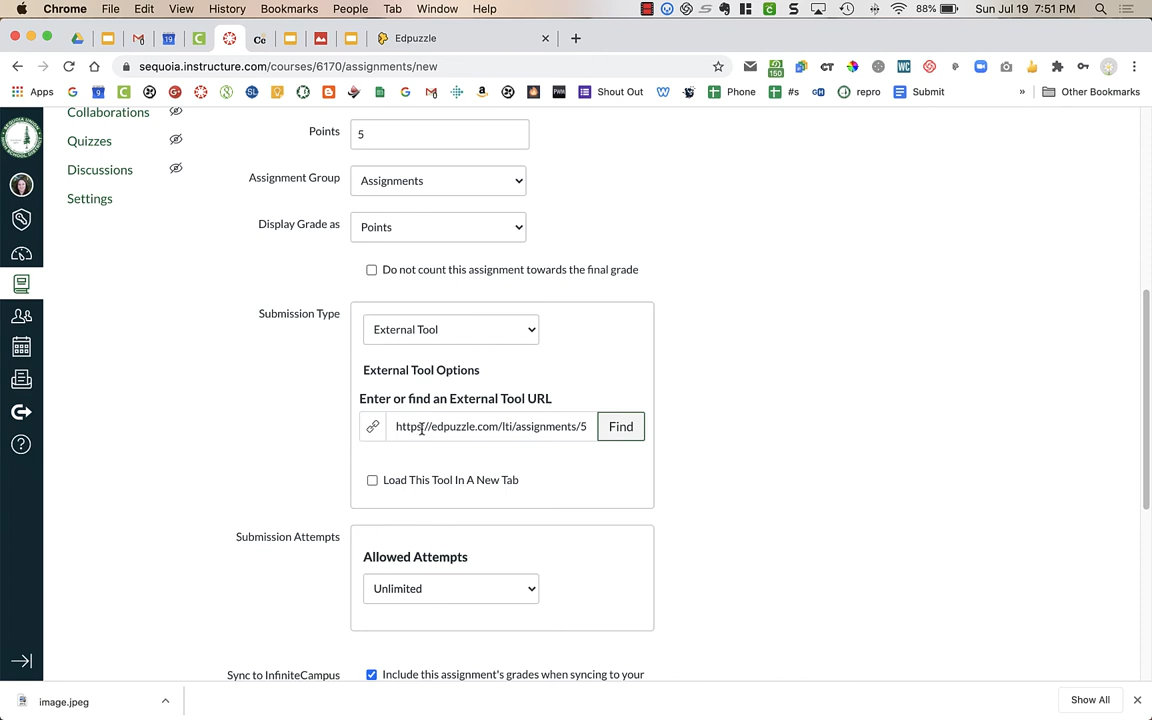 Chrome File Edit View History Bookmarks People Tab Window Help 88% Sun Jul 19 7:51 PM
19 C Cc Edpuzzle
sequoia.instructure.com/courses/6170/assignments/new 150 CT WC
Apps Shout Out W Phone #s repro Submit » Other Bookmarks
Collaborations
Quizzes
Discussions
Settings
Points 5
Assignment Group Assignments
Display Grade as Points
Do not count this assignment towards the final grade
Submission Type External Tool
External Tool Options
Enter or find an External Tool URL
https://edpuzzle.com/lti/assignments/5 Find
Load This Tool In A New Tab
Submission Attempts
Allowed Attempts
Unlimited
Sync to InfiniteCampus Include this assignment's grades when syncing to your
image.jpeg Show All